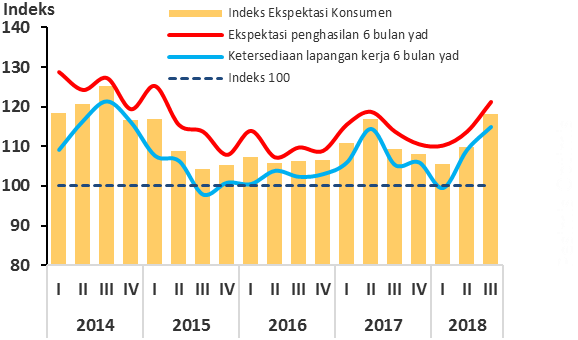 Indeks
Indeks Ekspektasi Konsumen
Ekspektasi penghasilan 6 bulan yad
Ketersediaan lapangan kerja 6 bulan yad
Indeks 100
140
130
120
110
100
90
80
I II III IV I II III IV I II III IV I II III IV I II III
2014 2015 2016 2017 2018